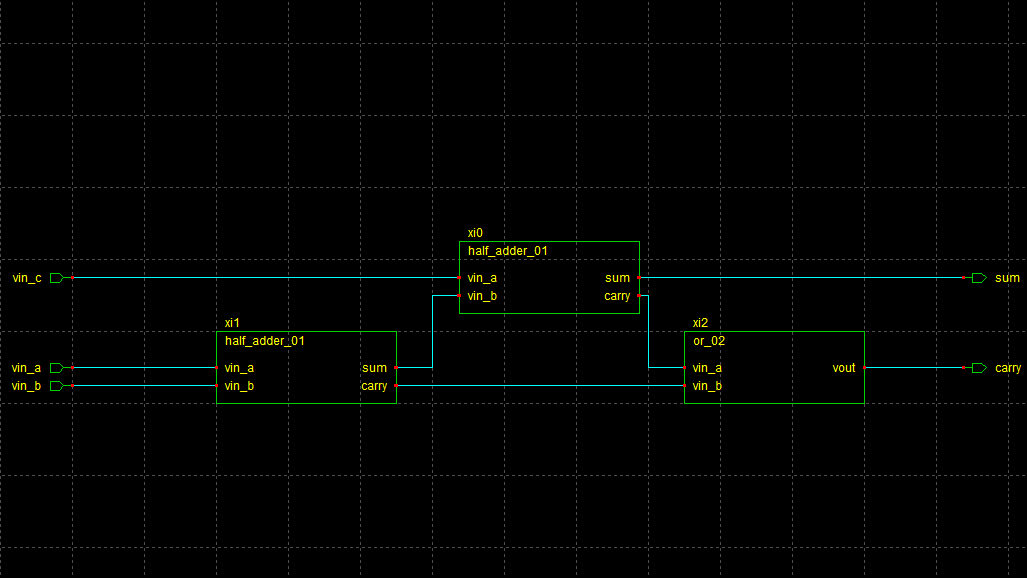 xi0
half_adder_01
vin_c vin_a sum sum
vin_b carry
xi1 xi2
half_adder_01 or_02
vin_a vin_a sum vin_a vout carry
vin_b vin_b carry vin_b